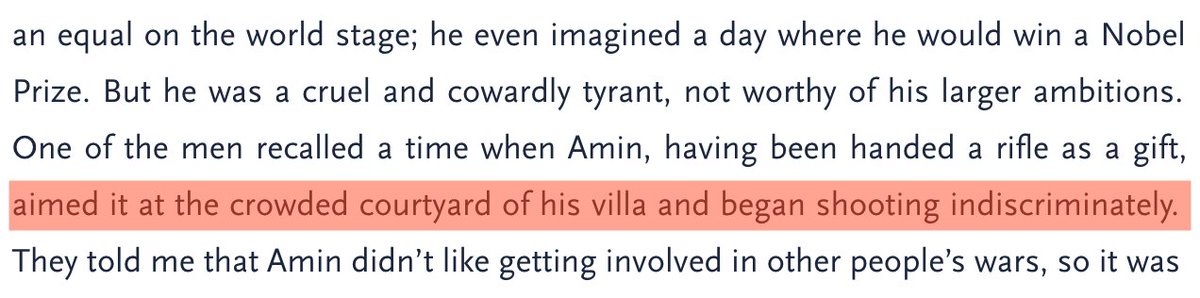 an equal on the world stage; he even imagined a day where he would win a Nobel
Prize. But he was a cruel and cowardly tyrant, not worthy of his larger ambitions.
One of the men recalled a time when Amin, having been handed a rifle as a gift,
aimed it at the crowded courtyard of his villa and began shooting indiscriminately.
They told me that Amin didn’t like getting involved in other people’s wars, so it was